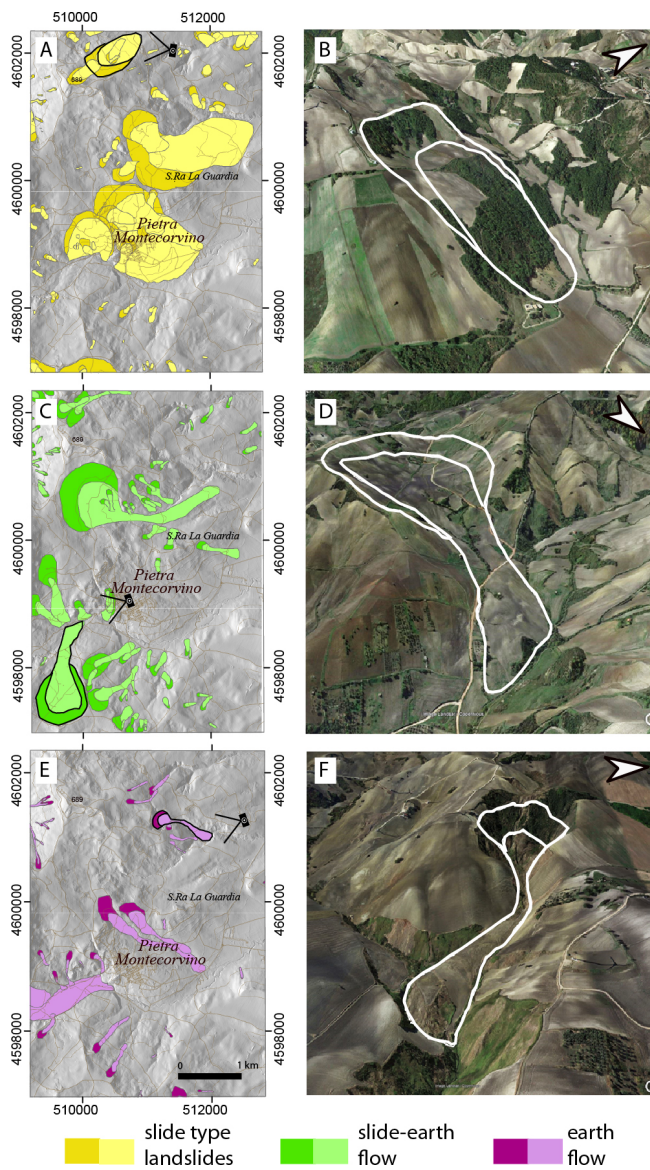 510000
512000
A
4602000
4600000
4598000
689
S.Ra La Guardia
Pietra
Montecorvino
B
C
4602000
4600000
4598000
689
S.Ra La Guardia
Pietra
Montecorvino
D
E
4602000
4600000
4598000
689
S.Ra La Guardia
Pietra
Montecorvino
0 1 km
F
510000
512000
slide type
landslides
slide-earth
flow
earth
flow